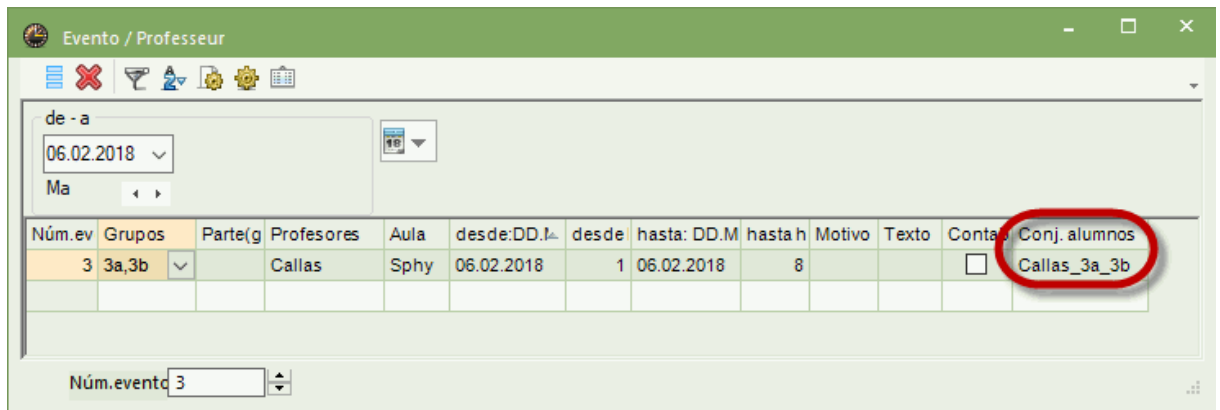 Evento / Professeur
de - a
06.02.2018
18
Ma
Núm.ev Grupos Parte(g Profesores Aula desde:DD. desde hasta: DD.M hasta h Motivo Texto Contab Conj. alumnos
3 3a,3b Callas Sphy 06.02.2018 1 06.02.2018 8 Callas_3a_3b
Núm.evento 3